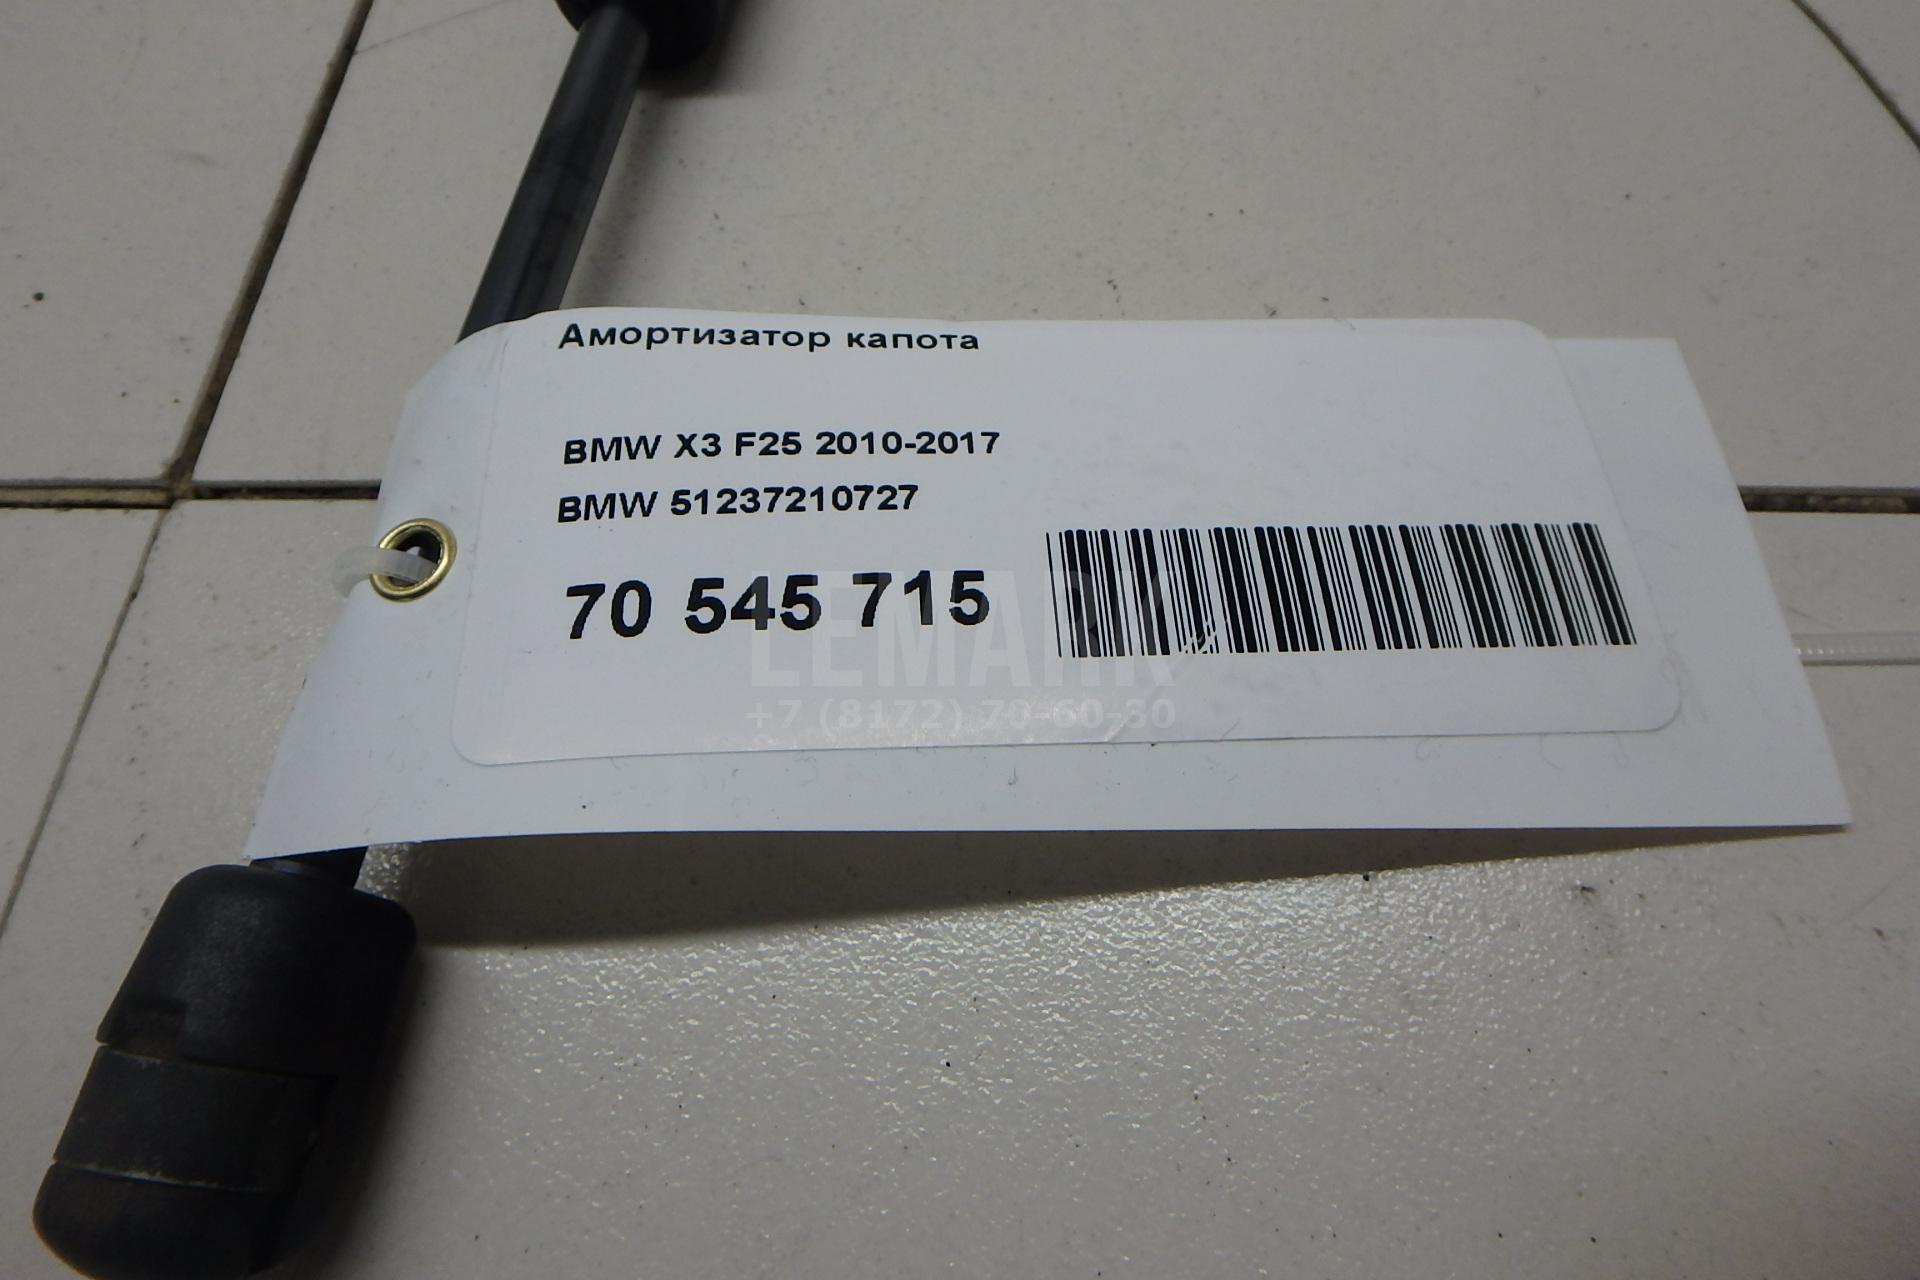 Амортизатор капота
BMW X3 F25 2010-2017
BMW 51237210727
70 545 715
LEMARK
+7 (8172) 70-60-30